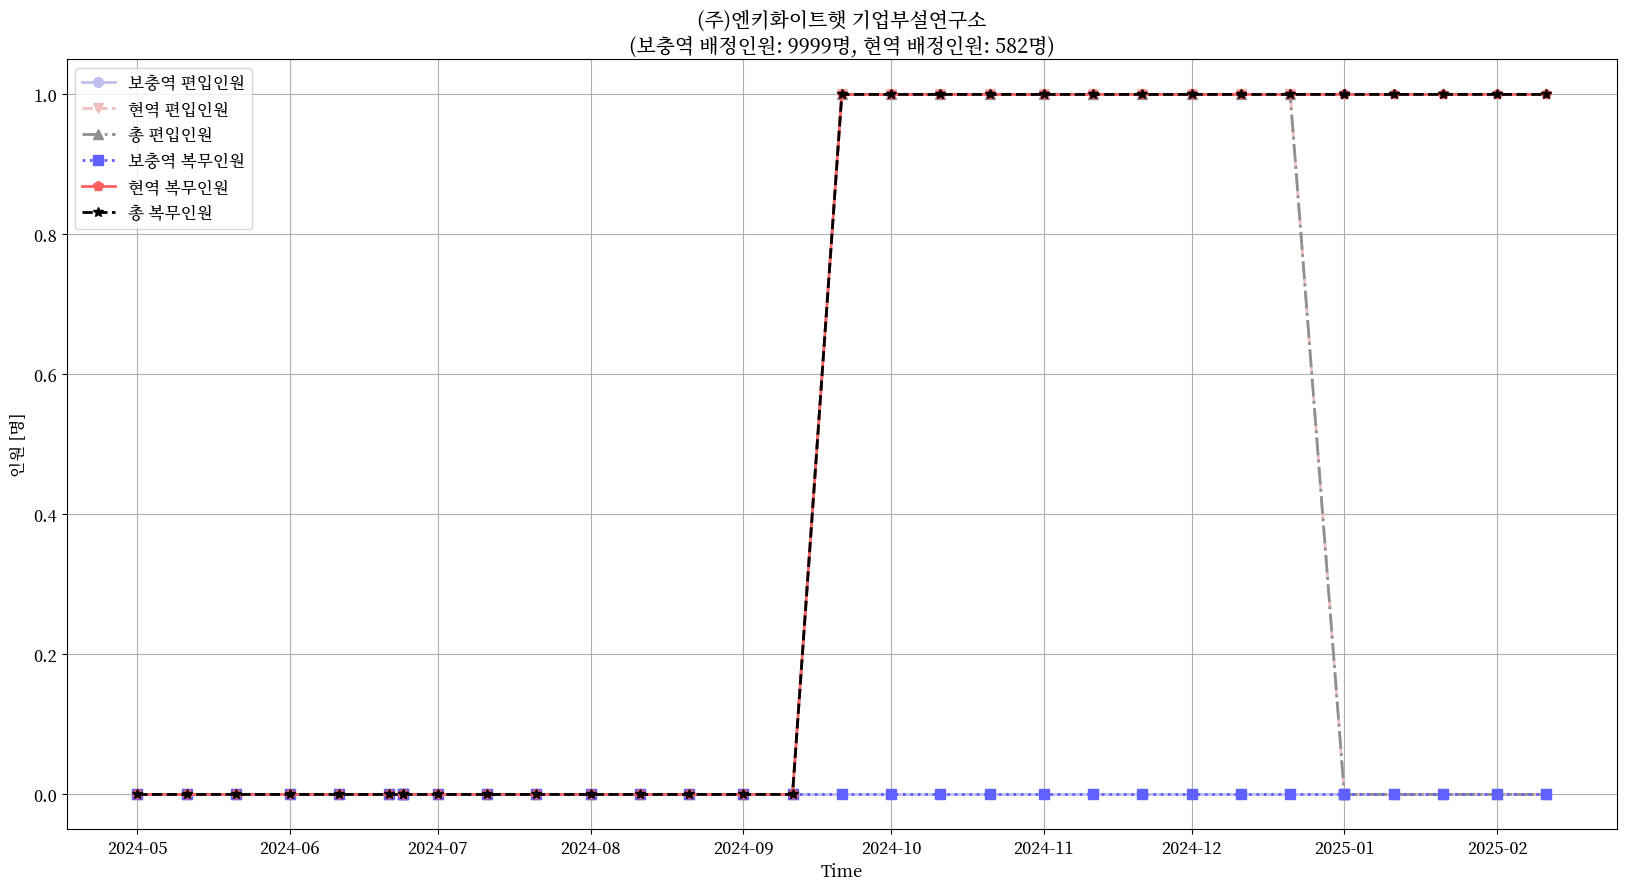 (주)엔키화이트햇 기업부설연구소
(보충역 배정인원: 9999명, 현역 배정인원: 582명)
보충역 편입인원
현역 편입인원
총 편입인원
보충역 복무인원
현역 복무인원
총 복무인원
인원 [명]
1.0
0.8
0.6
0.4
0.2
0.0
2024-05 2024-06 2024-07 2024-08 2024-09 2024-10 2024-11 2024-12 2025-01 2025-02
Time